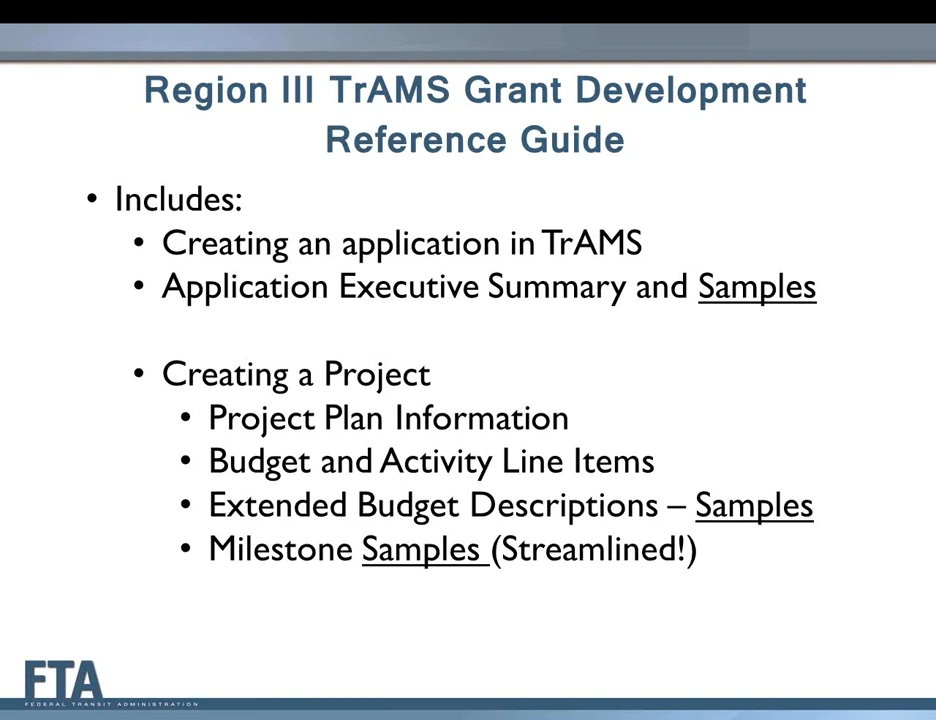 Region III TrAMS Grant Development
Reference Guide
• Includes:
• Creating an application in TrAMS
• Application Executive Summary and Samples
• Creating a Project
• Project Plan Information
• Budget and Activity Line Items
• Extended Budget Descriptions – Samples
• Milestone Samples (Streamlined!)
FTA
FEDERAL TRANSIT ADMINISTRATION